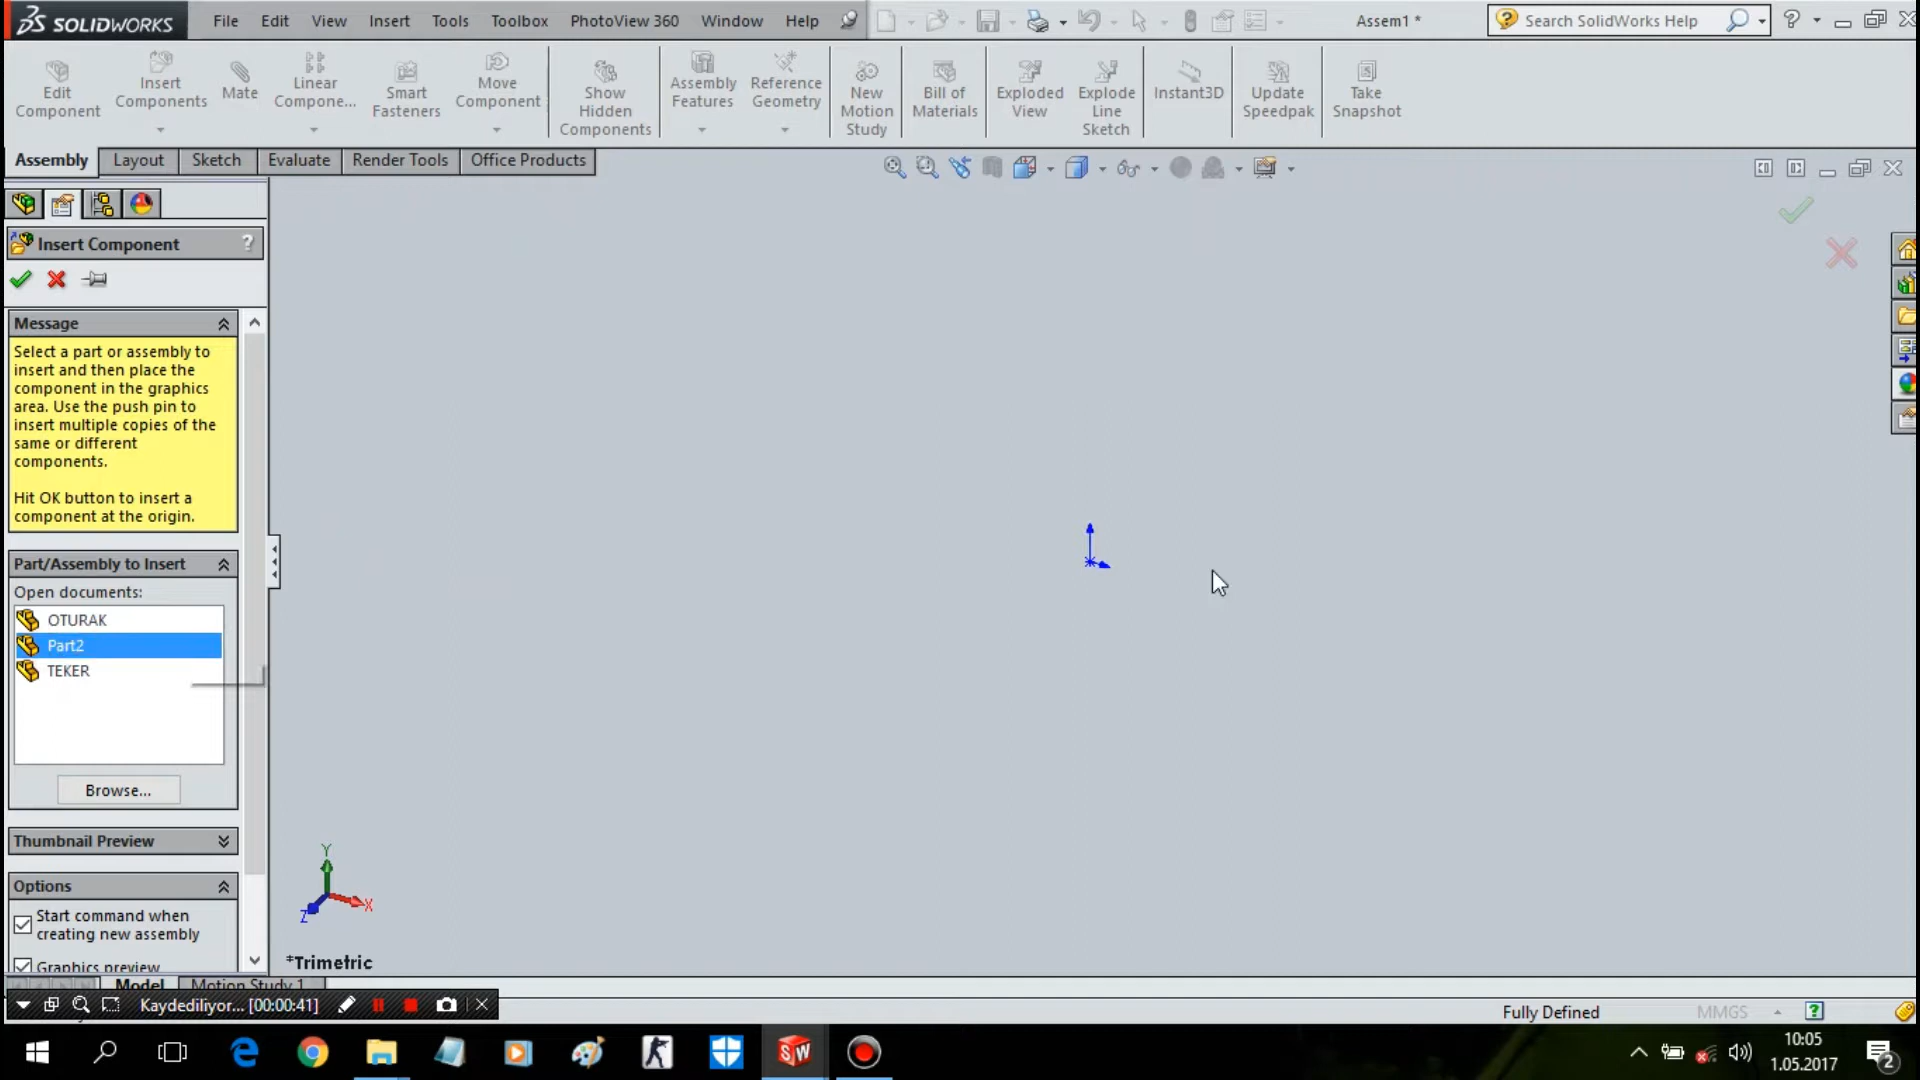 SOLIDWORKS File Edit View Insert Tools Toolbox PhotoView 360 Window Help Assem1 * Search SolidWorks Help
Edit Component
Insert Components
Mate
Linear Compone...
Smart Fasteners
Move Component
Show Hidden Components
Assembly Features
Reference Geometry
New Motion Study
Bill of Materials
Exploded View
Explode Line Sketch
Instant3D
Update Speedpak
Take Snapshot
Assembly Layout Sketch Evaluate Render Tools Office Products
Insert Component ?
Message
Select a part or assembly to
insert and then place the
component in the graphics
area. Use the push pin to
insert multiple copies of the
same or different
components.
Hit OK button to insert a
component at the origin.
Part/Assembly to Insert
Open documents:
OTURAK
Part2
TEKER
Browse...
Thumbnail Preview
Options
Start command when
creating new assembly
Graphics preview
Y
X
Z
*Trimetric
Model Motion Study 1
Kaydediliyor... [00:00:41]
Fully Defined MMGS
10:05
1.05.2017
2